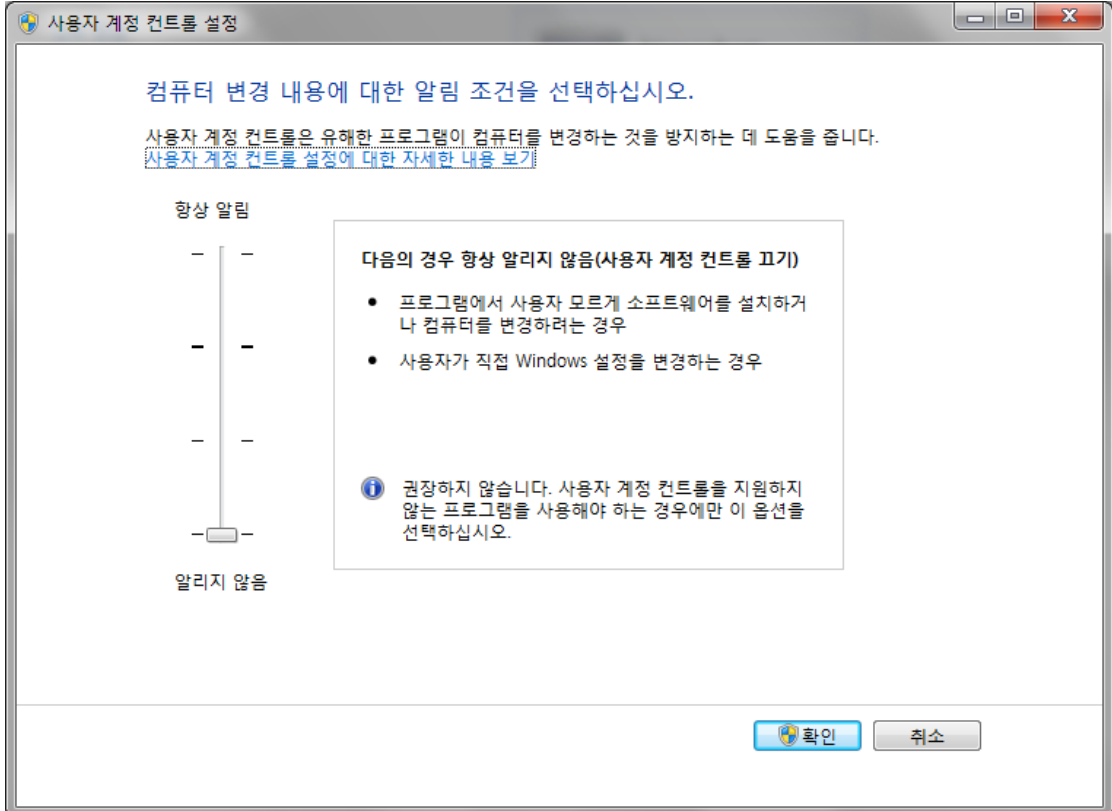 사용자 계정 컨트롤 설정
컴퓨터 변경 내용에 대한 알림 조건을 선택하십시오.
사용자 계정 컨트롤은 유해한 프로그램이 컴퓨터를 변경하는 것을 방지하는 데 도움을 줍니다.
사용자 계정 컨트롤 설정에 대한 자세한 내용 보기
항상 알림
다음의 경우 항상 알리지 않음(사용자 계정 컨트롤 끄기)
프로그램에서 사용자 모르게 소프트웨어를 설치하거
나 컴퓨터를 변경하려는 경우
사용자가 직접 Windows 설정을 변경하는 경우
권장하지 않습니다. 사용자 계정 컨트롤을 지원하지
않는 프로그램을 사용해야 하는 경우에만 이 옵션을
선택하십시오.
알리지 않음
확인
취소